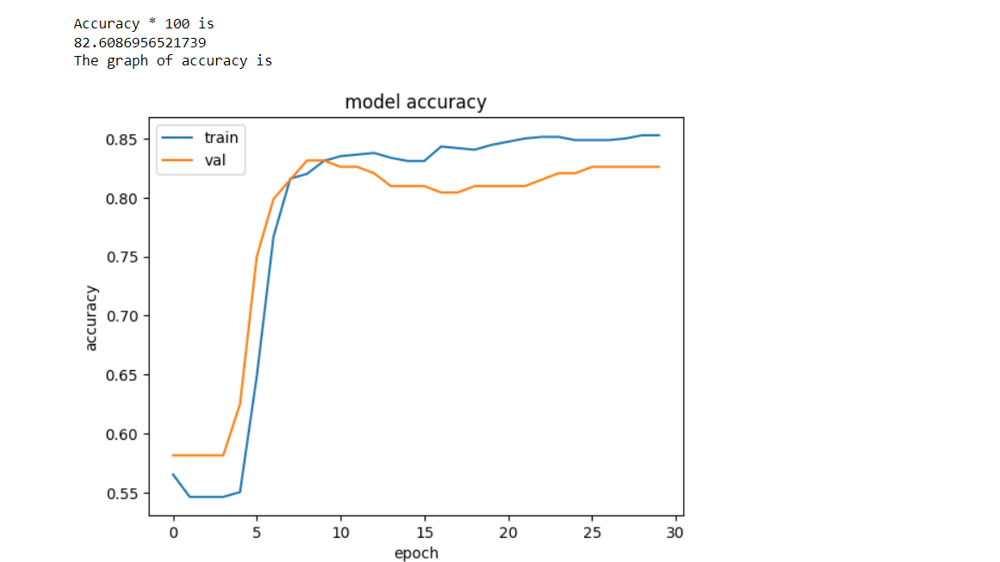 Accuracy * 100 is
82.6086956521739
The graph of accuracy is
model accuracy
train
val
0.85
0.80
0.75
0.70
0.65
0.60
0.55
accuracy
0 5 10 15 20 25 30
epoch